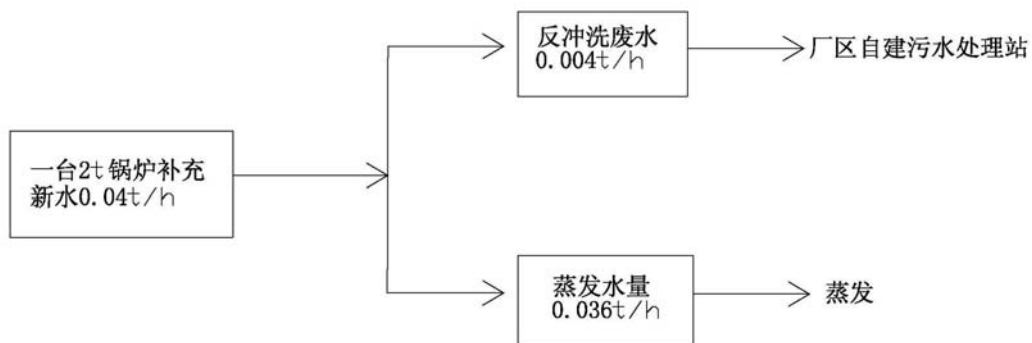 反冲洗废水
0.004t/h
厂区自建污水处理站
一台2t锅炉补充
新水0.04t/h
蒸发水量
0.036t/h
蒸发